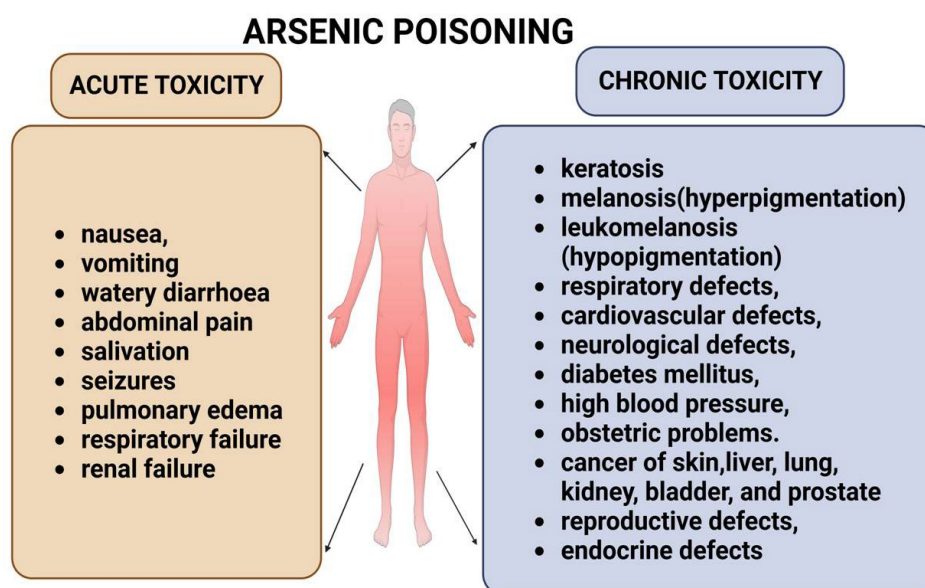 ARSENIC POISONING
ACUTE TOXICITY
• nausea,
• vomiting
• watery diarrhoea
• abdominal pain
• salivation
• seizures
• pulmonary edema
• respiratory failure
• renal failure
CHRONIC TOXICITY
• keratosis
• melanosis(hyperpigmentation)
• leukomelanosis
(hypopigmentation)
• respiratory defects,
• cardiovascular defects,
• neurological defects,
• diabetes mellitus,
• high blood pressure,
• obstetric problems.
• cancer of skin,liver, lung,
kidney, bladder, and prostate
• reproductive defects,
• endocrine defects